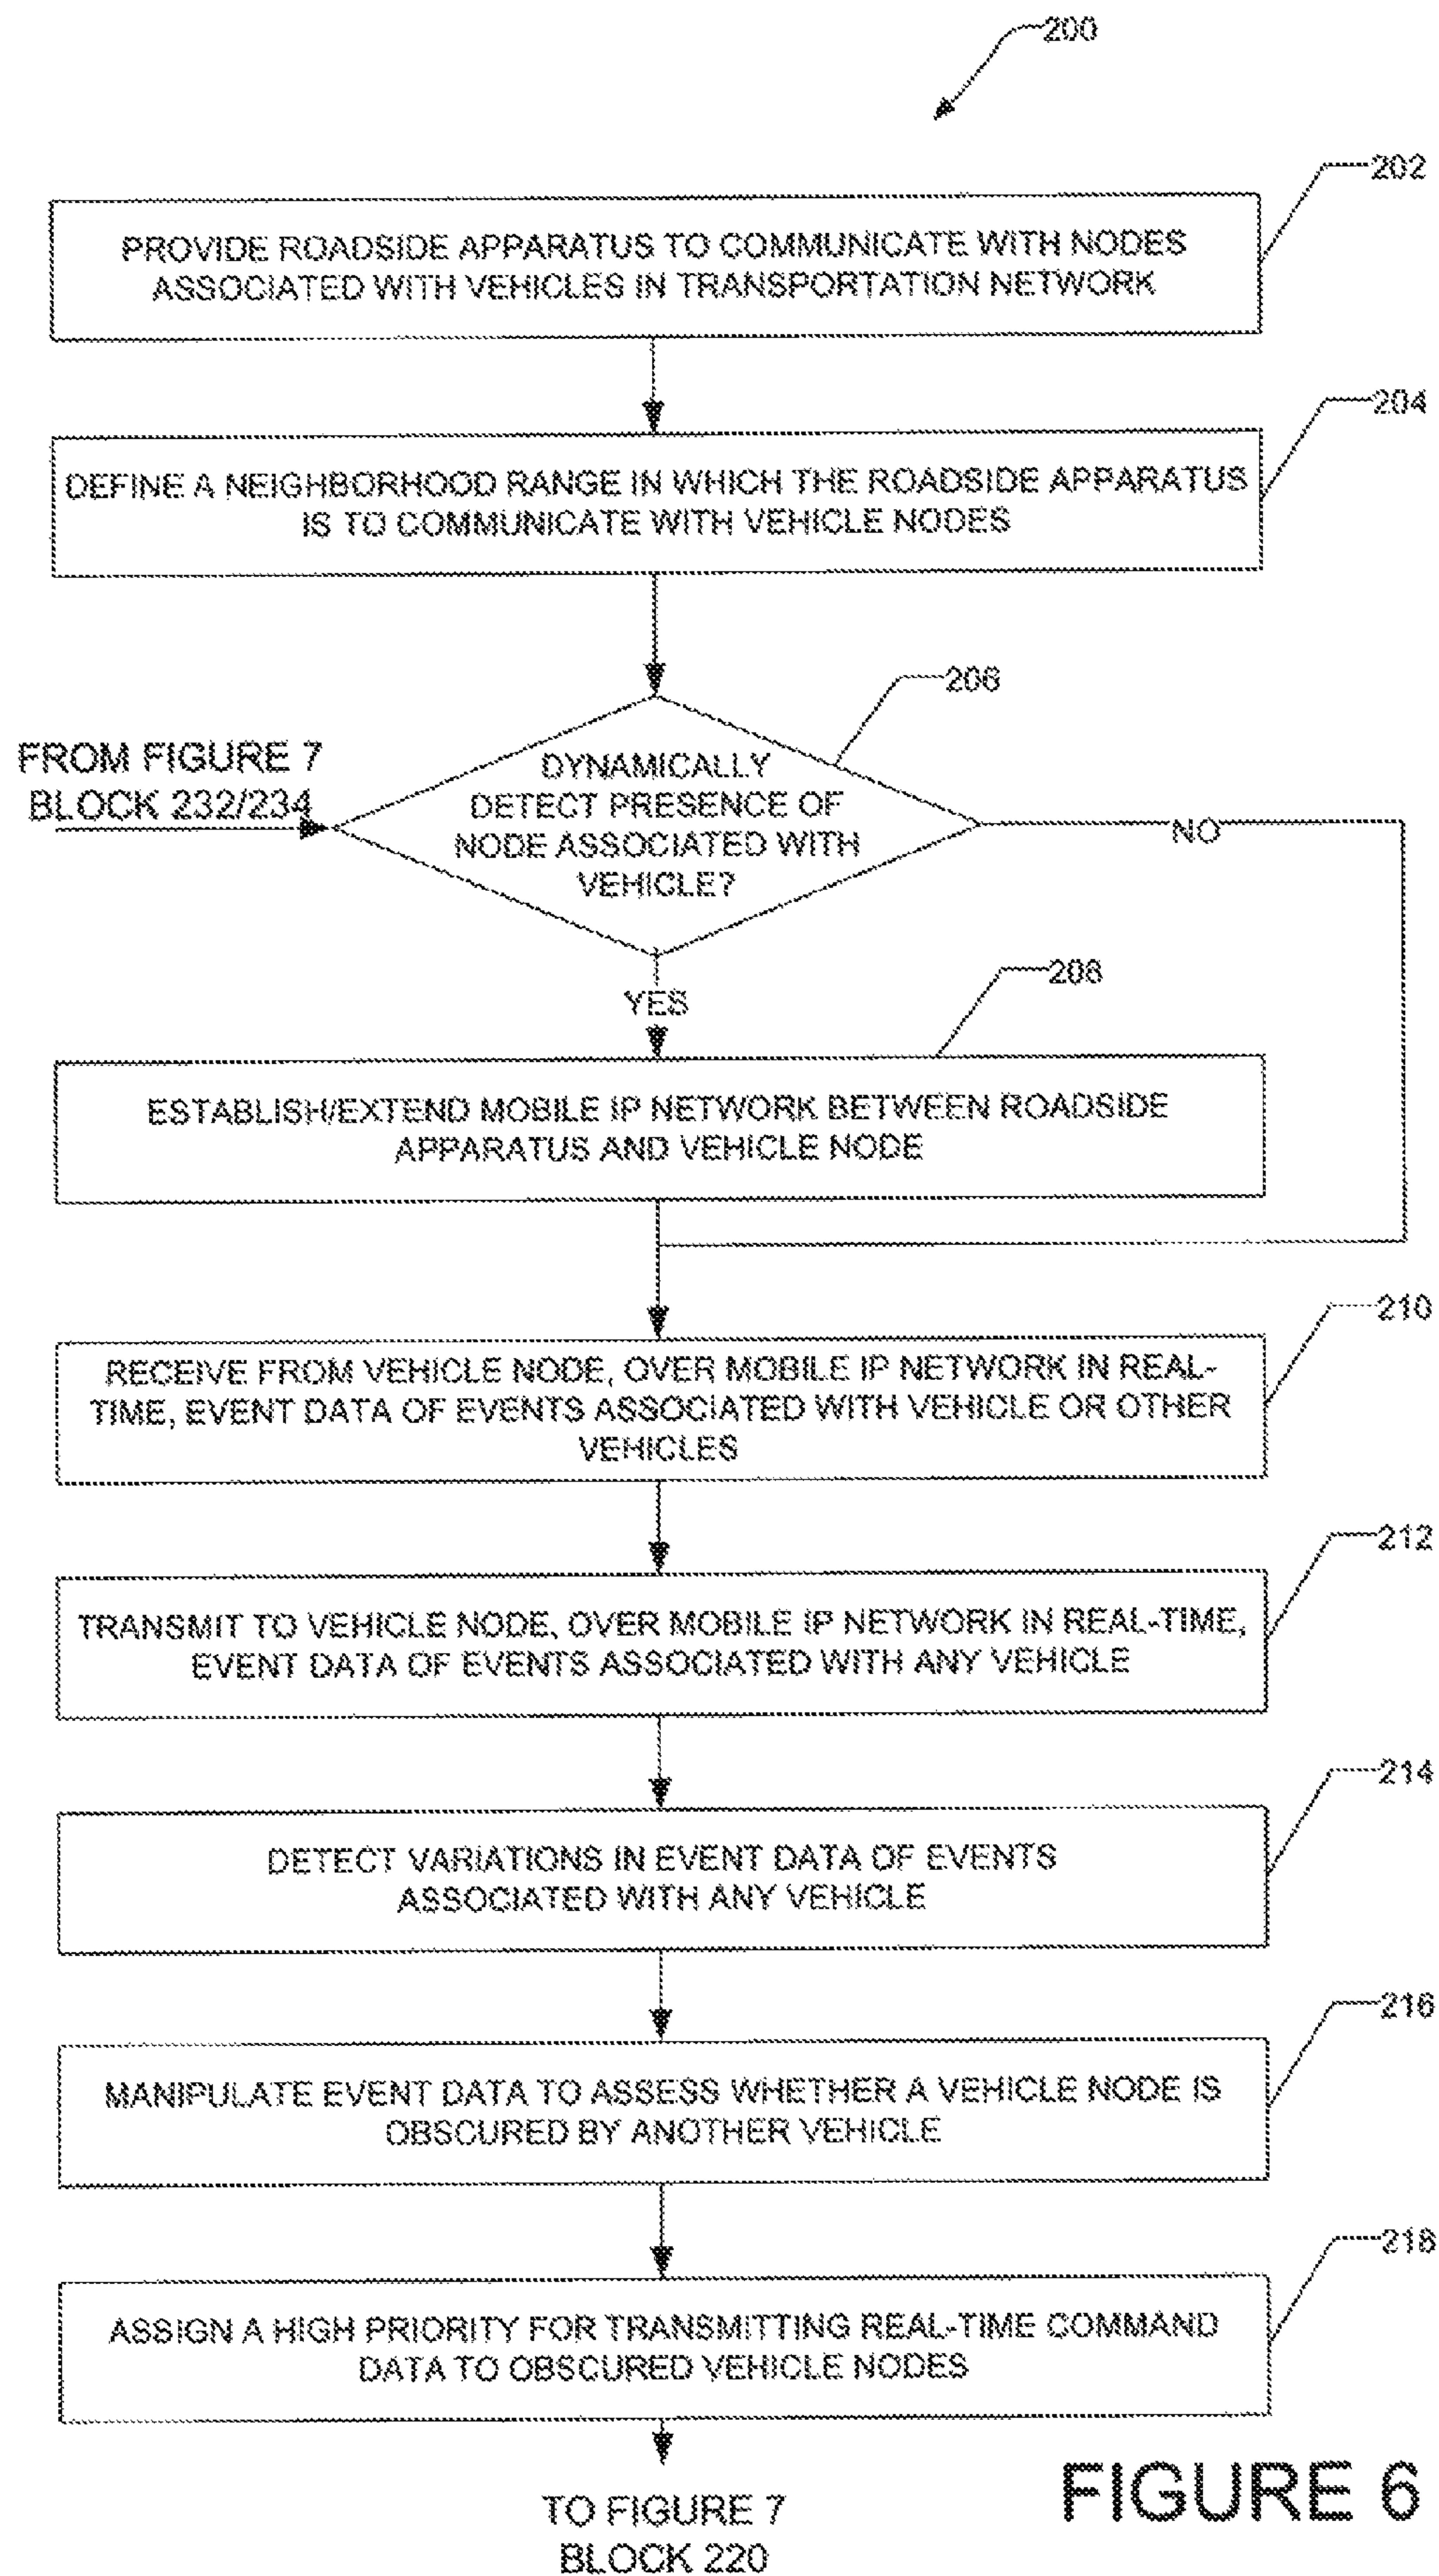 200
202
PROVIDE ROADSIDE APPARATUS TO COMMUNICATE WITH NODES
ASSOCIATED WITH VEHICLES IN TRANSPORTATION NETWORK
204
DEFINE A NEIGHBORHOOD RANGE IN WHICH THE ROADSIDE APPARATUS
IS TO COMMUNICATE WITH VEHICLE NODES
206
FROM FIGURE 7
BLOCK 232/234
DYNAMICALLY
DETECT PRESENCE OF
NODE ASSOCIATED WITH
VEHICLE?
NO
YES
208
ESTABLISH/EXTEND MOBILE IP NETWORK BETWEEN ROADSIDE
APPARATUS AND VEHICLE NODE
210
RECEIVE FROM VEHICLE NODE, OVER MOBILE IP NETWORK IN REAL-
TIME, EVENT DATA OF EVENTS ASSOCIATED WITH VEHICLE OR OTHER
VEHICLES
212
TRANSMIT TO VEHICLE NODE, OVER MOBILE IP NETWORK IN REAL-TIME,
EVENT DATA OF EVENTS ASSOCIATED WITH ANY VEHICLE
214
DETECT VARIATIONS IN EVENT DATA OF EVENTS
ASSOCIATED WITH ANY VEHICLE
216
MANIPULATE EVENT DATA TO ASSESS WHETHER A VEHICLE NODE IS
OBSCURED BY ANOTHER VEHICLE
218
ASSIGN A HIGH PRIORITY FOR TRANSMITTING REAL-TIME COMMAND
DATA TO OBSCURED VEHICLE NODES
TO FIGURE 7
BLOCK 220
FIGURE 6